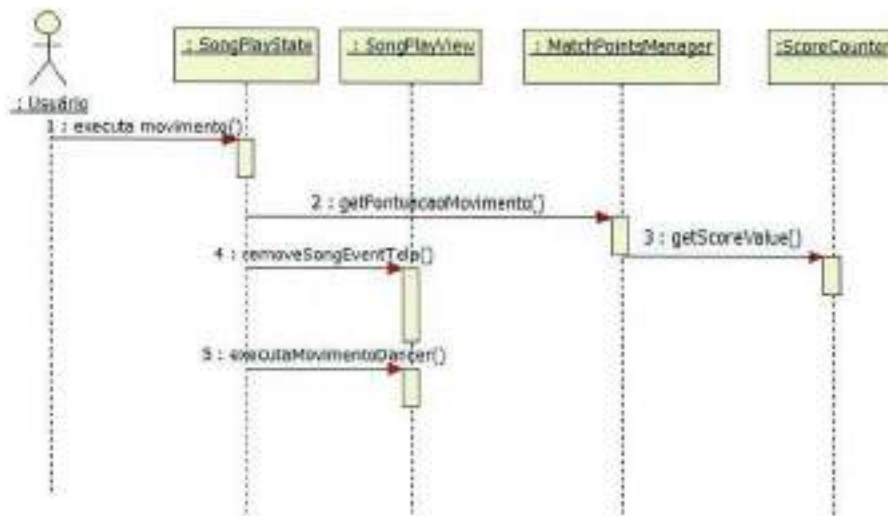 : SongPlayState
: SongPlayView
: MatchPointsManager
:ScoreCounter
: Usuário
1 : executa movimento()
2 : getPontuacaoMovimento()
3 : getScoreValue()
4 : removeSongEventTela()
5 : executaMovimentoDancer()